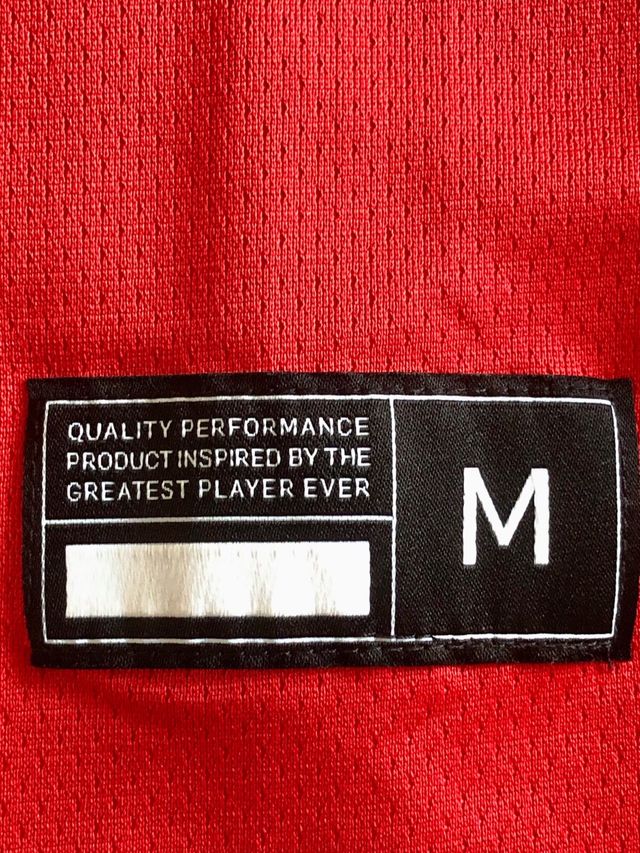 QUALITY PERFORMANCE
PRODUCT INSPIRED BY THE
GREATEST PLAYER EVER
M